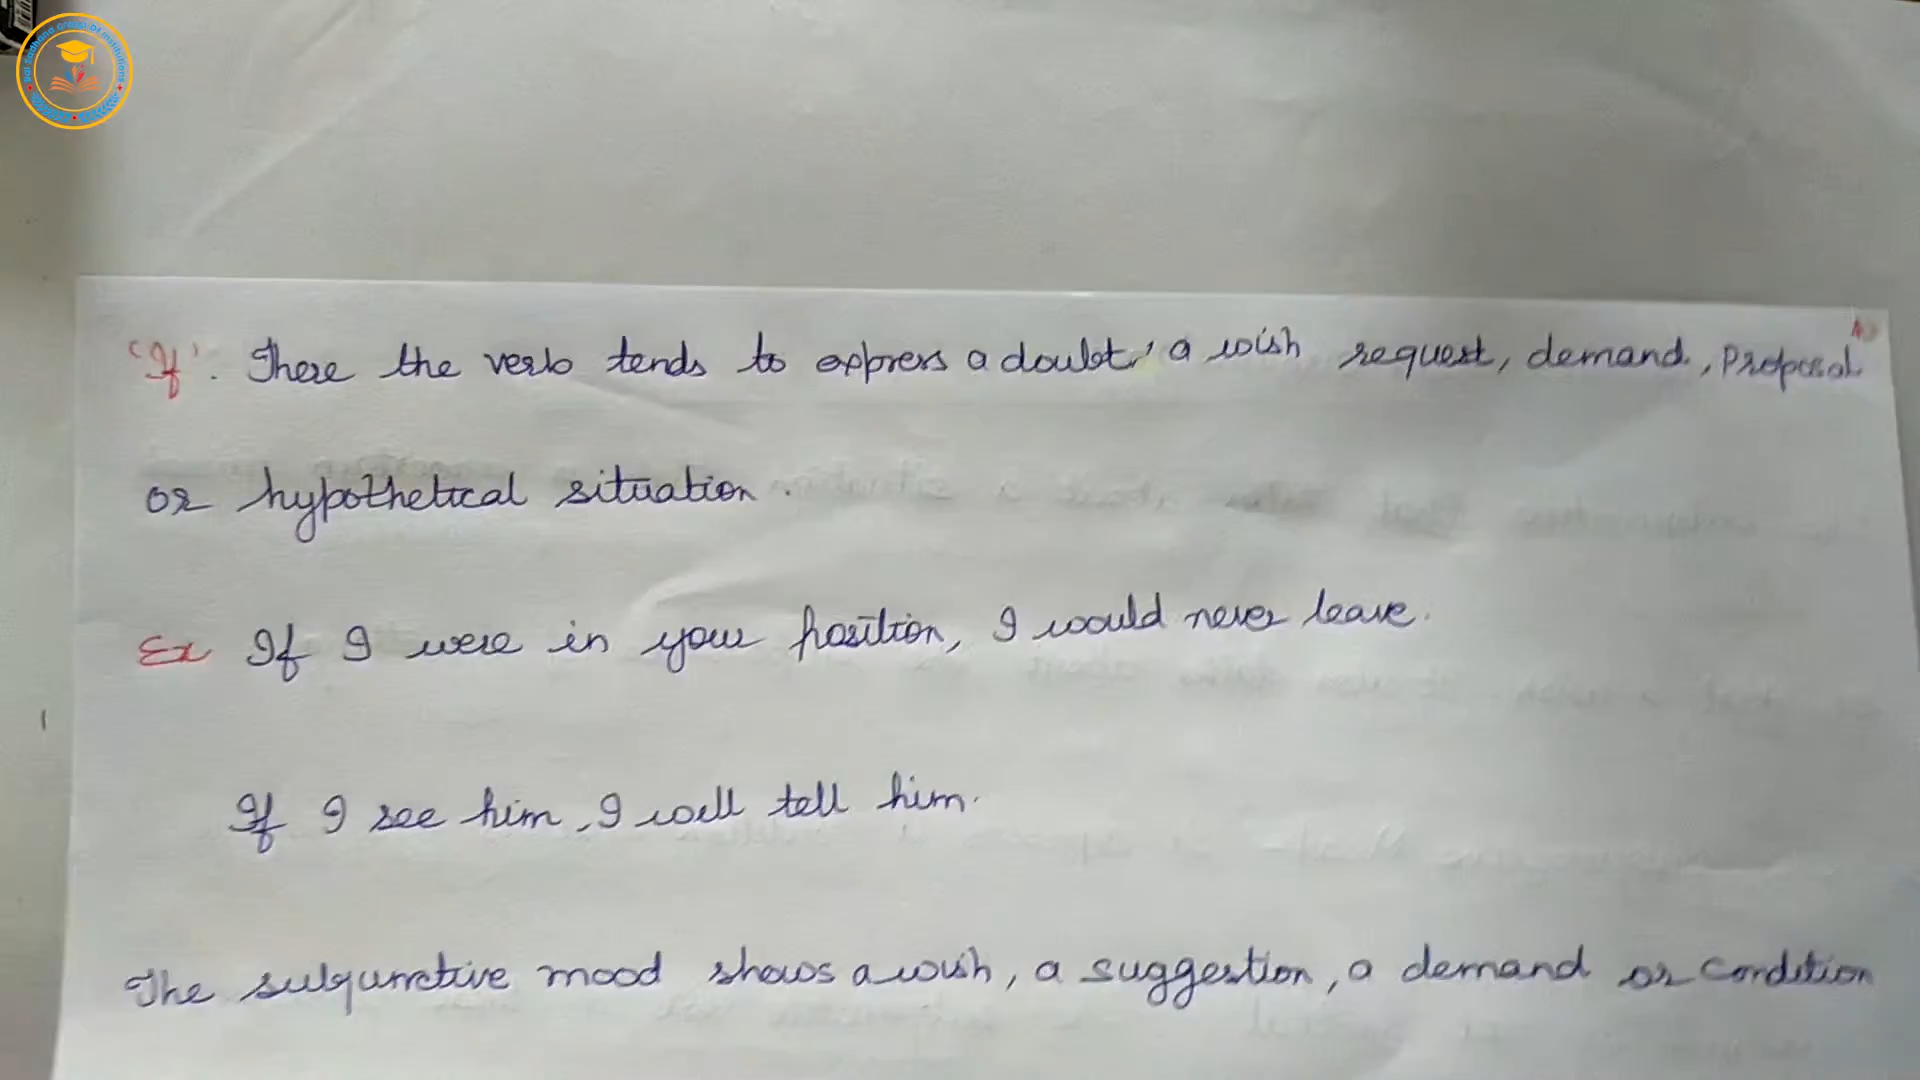 'If': There the verb tends to express a doubt, a wish request, demand, Proposal
or hypothetical situation.
Ex If I were in your position, I would never leave.
If I see him, I will tell him.
The subjunctive mood shows a wish, a suggestion, a demand or condition